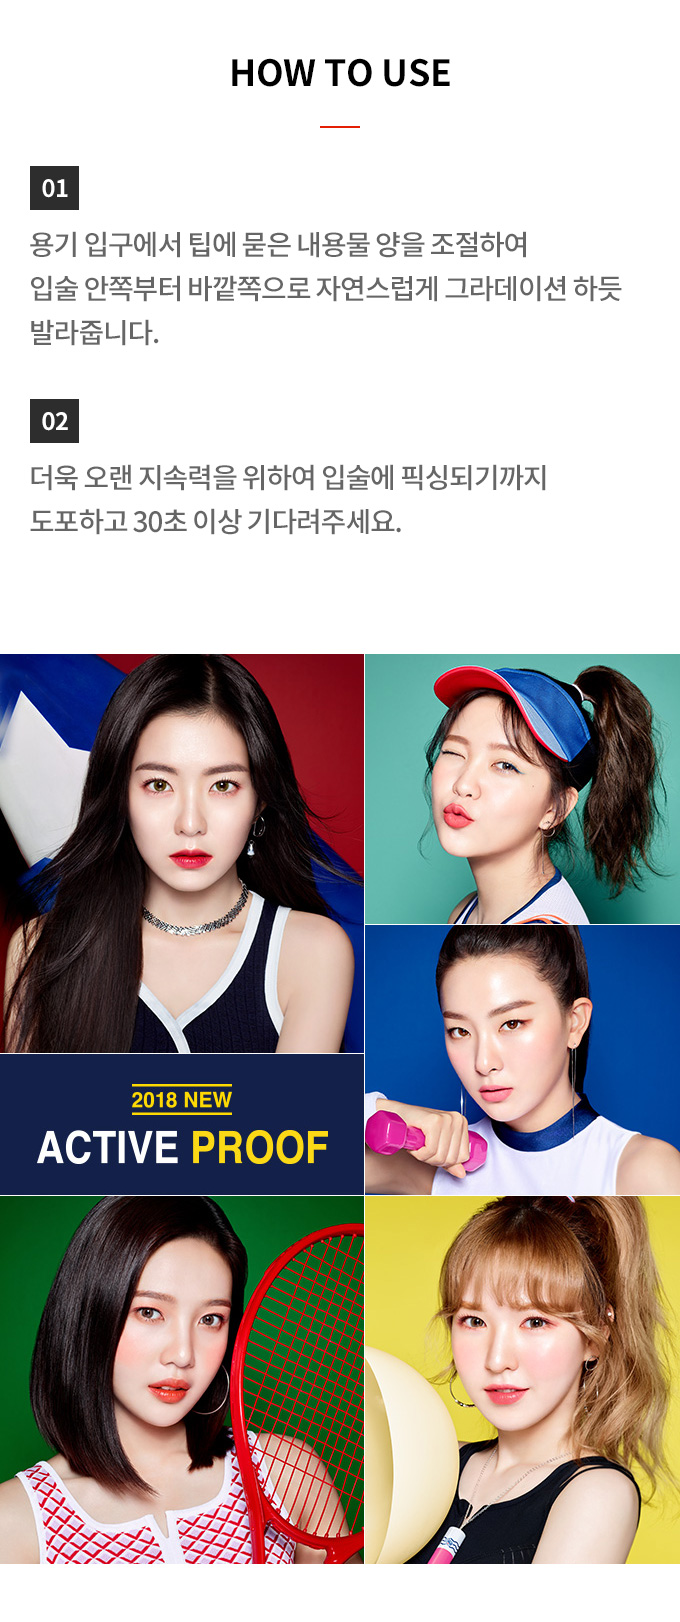 HOW TO USE
01
용기 입구에서 팁에 묻은 내용물 양을 조절하여
입술 안쪽부터 바깥쪽으로 자연스럽게 그라데이션 하듯
발라줍니다.
02
더욱 오랜 지속력을 위하여 입술에 픽싱되기까지
도포하고 30초 이상 기다려주세요.
2018 NEW
ACTIVE PROOF